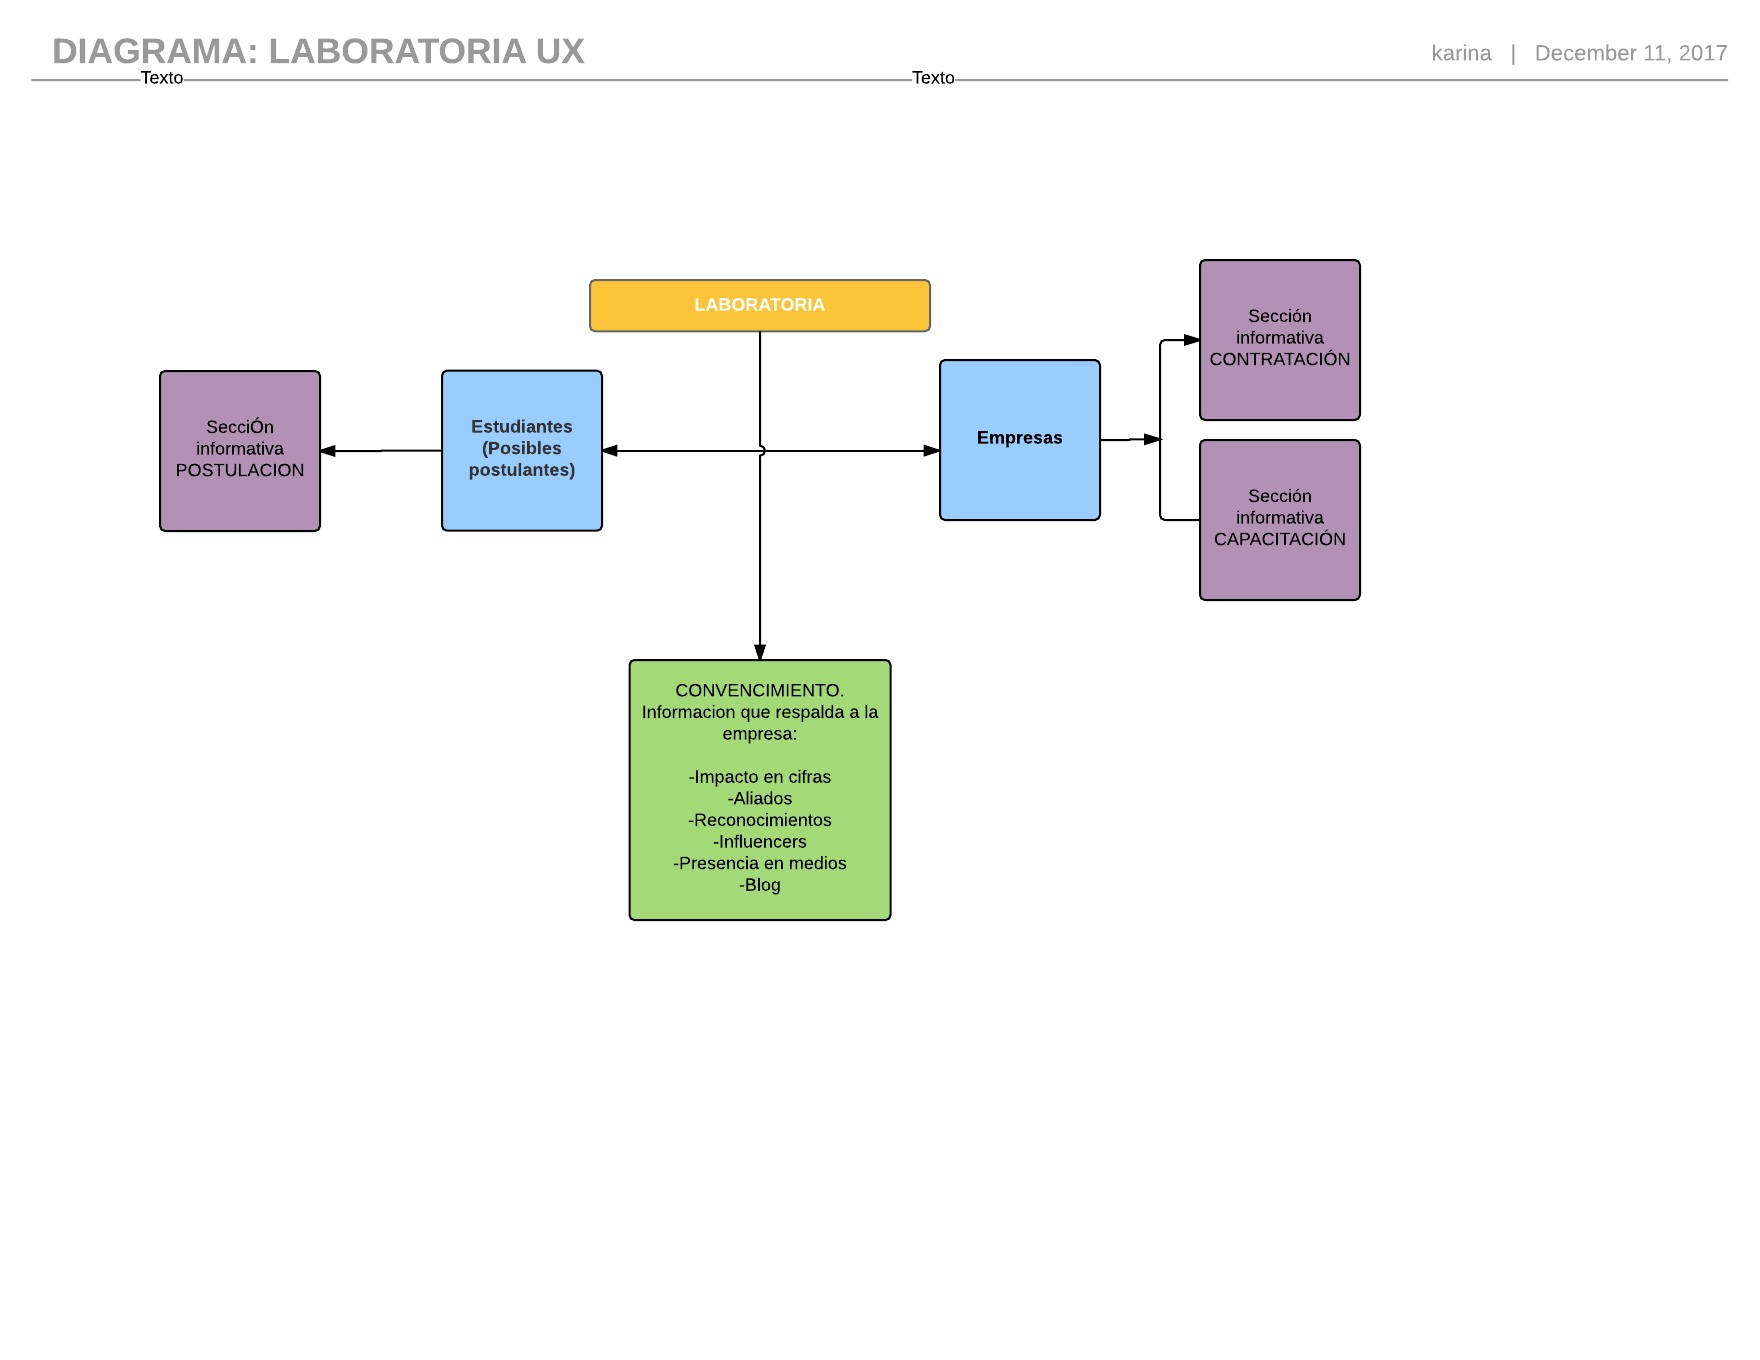 DIAGRAMA: LABORATORIA UX
karina | December 11, 2017
Texto
Texto
LABORATORIA
Sección
informativa
CONTRATACIÓN
SecciÓn
informativa
POSTULACION
Estudiantes
(Posibles
postulantes)
Empresas
Sección
informativa
CAPACITACIÓN
CONVENCIMIENTO.
Informacion que respalda a la
empresa:
-Impacto en cifras
-Aliados
-Reconocimientos
-Influencers
-Presencia en medios
-Blog